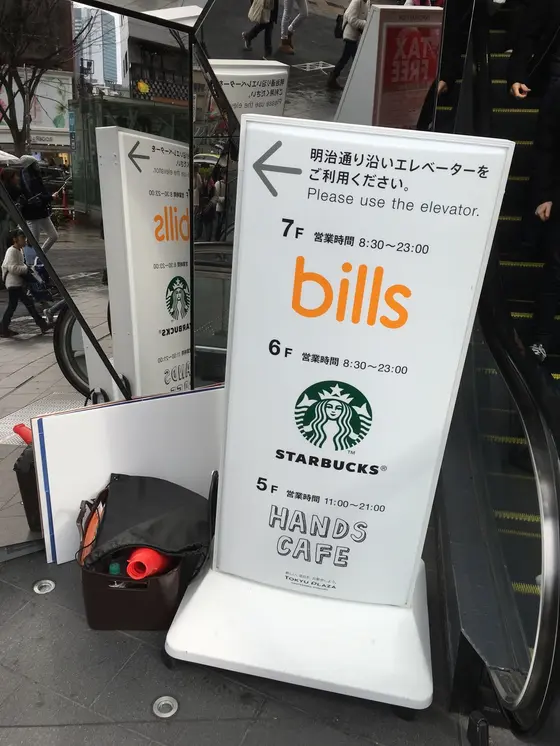 明治通り沿いエレベーターを
ご利用ください。
Please use the elevator.
7F 営業時間 8:30~23:00
bills
6F 営業時間 8:30~23:00
STARBUCKS®
5F 営業時間 11:00~21:00
HANDS
CAFE
TOKYU PLAZA
TAX
FREE